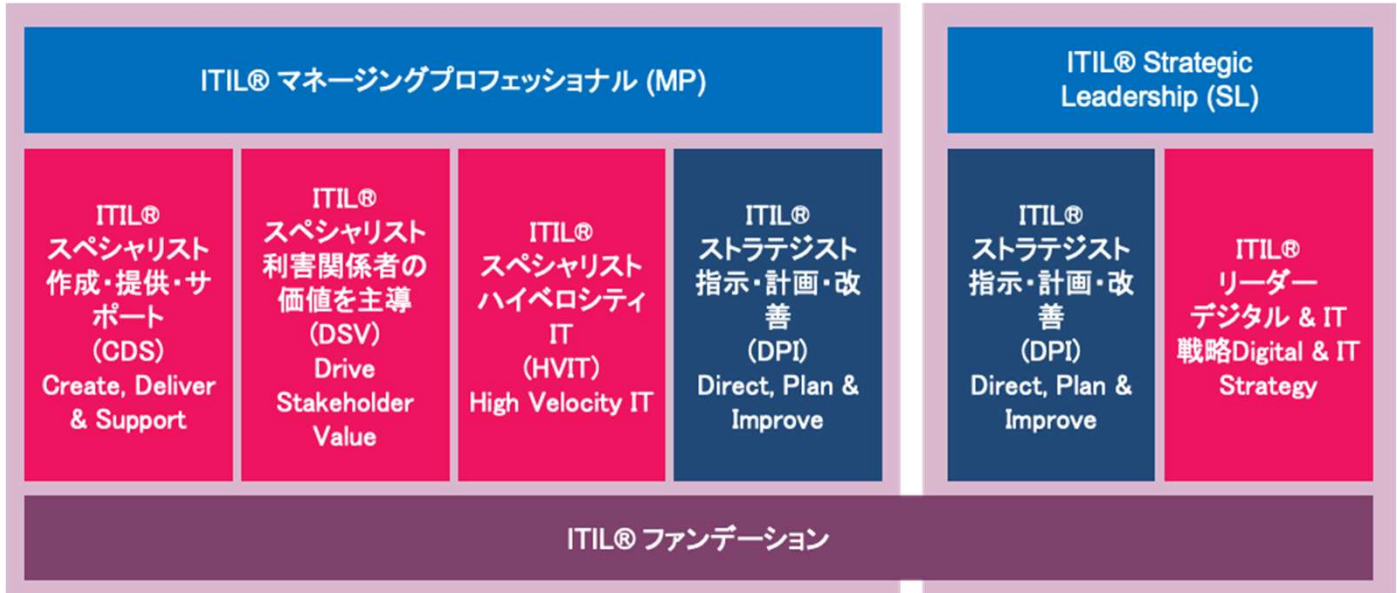 ITIL® マネージングプロフェッショナル (MP)
ITIL® Strategic
Leadership (SL)
ITIL®
スペシャリスト
作成・提供・サ
ポート
(CDS)
Create, Deliver
& Support
ITIL®
スペシャリスト
利害関係者の
価値を主導
(DSV)
Drive
Stakeholder
Value
ITIL®
スペシャリスト
ハイベロシティ
IT
(HVIT)
High Velocity IT
ITIL®
ストラテジスト
指示・計画・改
善
(DPI)
Direct, Plan &
Improve
ITIL®
ストラテジスト
指示・計画・改
善
(DPI)
Direct, Plan &
Improve
ITIL®
リーダー
デジタル & IT
戦略Digital & IT
Strategy
ITIL® ファンデーション